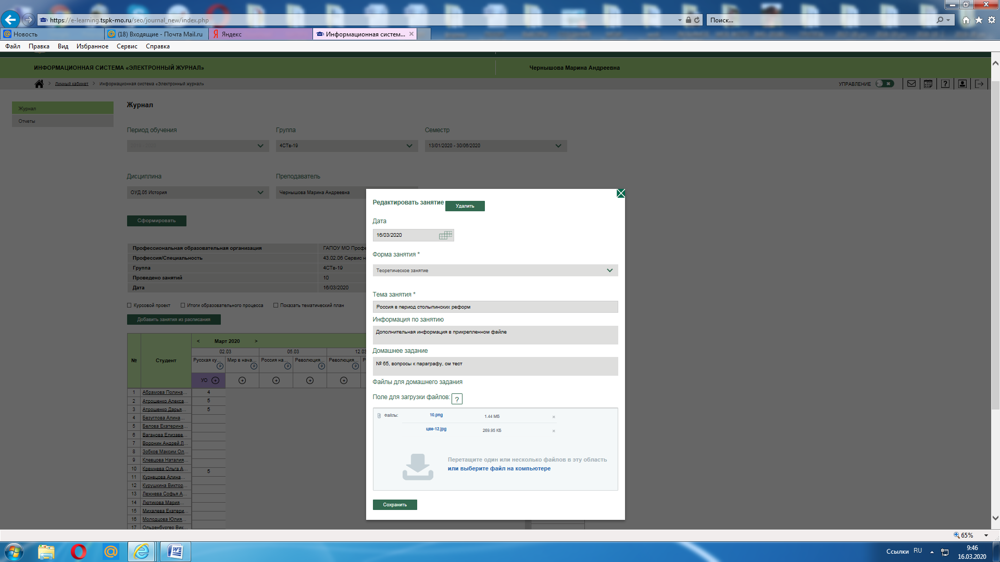 https://e-learning.tspk-mo.ru/seo/journal_new/index.php
Поиск...
Новость
(18) Входящие - Почта Mail.ru
Яндекс
Информационная систем...
Файл Правка Вид Избранное Сервис Справка
ИНФОРМАЦИОННАЯ СИСТЕМА «ЭЛЕКТРОННЫЙ ЖУРНАЛ»
Чернышова Марина Андреевна
Личный кабинет > Информационная система «Электронный журнал»
УПРАВЛЕНИЕ
Журнал
Отчеты
Журнал
Период обучения
Группа
Семестр
4СТв-19
13/01/2020 - 30/06/2020
Дисциплина
Преподаватель
ОУД.05 История
Чернышова Марина Андреевна
Сформировать
Профессиональная образовательная организация ГАПОУ МО Профе
Профессия/Специальность 43.02.06 Сервис н
Группа 4СТв-19
Проведено занятий 10
Дата 16/03/2020
Курсовой проект
Итоги образовательного процесса
Показать тематический план
Добавить занятия из расписания
№
Студент
< Март 2020 >
02.03 05.03 12.03
Русская ку... Мир в нача... Россия на... Революция... Революция...
УО
1 Абрамова Полина... 4
2 Атрошенко Алекса... 5
3 Атрошенко Дарья... 5
4 Безуглова Алина...
5 Белова Екатерина...
6 Ваганова Елизаве...
7 Воронин Андрей Л...
8 Зобков Максим Ол...
9 Клевцова Наталия...
10 Кремнева Ольга А... 5
11 Кузнецова Алина...
12 Курушкина Виктор...
13 Лежнева Софья А...
14 Лютикова Мария...
15 Михалева Екатери...
16 Молодцова Юлия...
17 Ольденбургер Вик...
Редактировать занятие
Удалить
Дата
16/03/2020
Форма занятия *
Теоретическое занятие
Тема занятия *
Россия в период столыпинских реформ
Информация по занятию
Дополнительная информация в прикрепленном файле
Домашнее задание
№ 65, вопросы к параграфу, см тест
Файлы для домашнего задания
Поле для загрузки файлов: ?
Файлы: 10.png 1.44 МБ ×
цве-12.jpg 269.95 КБ ×
Перетащите один или несколько файлов в эту область
или выберите файл на компьютере
Сохранить
65%
Ссылки RU
9:46
16.03.2020